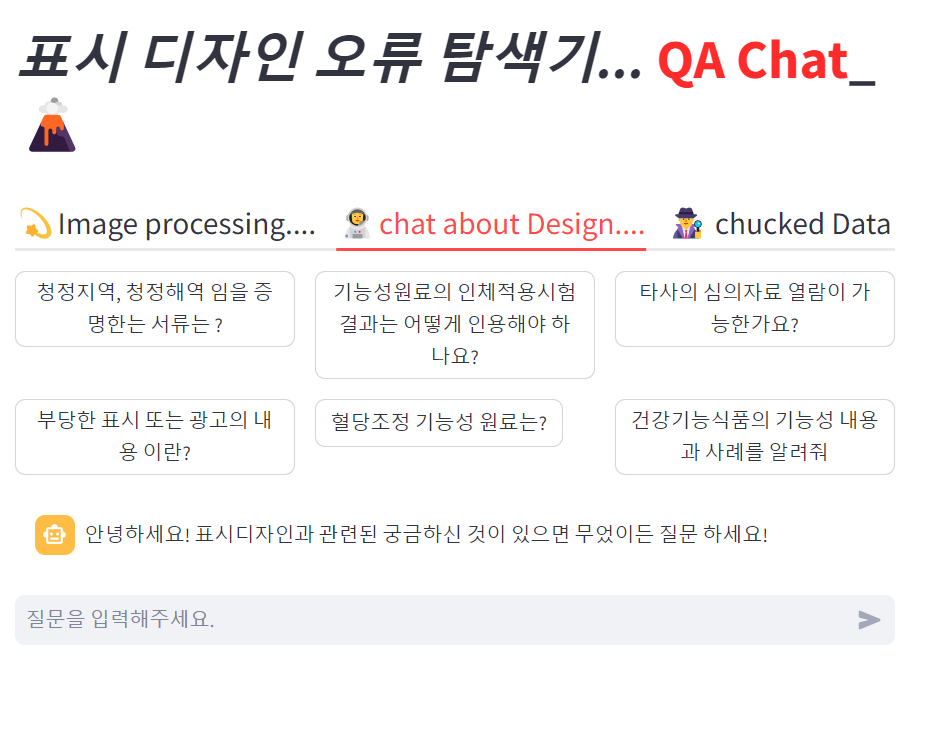 표시 디자인 오류 탐색기... QA Chat_
Image processing....
chat about Design....
chucked Data
청정지역, 청정해역 임을 증
명한는 서류는 ?
기능성원료의 인체적용시험
결과는 어떻게 인용해야 하
나요?
타사의 심의자료 열람이 가
능한가요?
부당한 표시 또는 광고의 내
용 이란?
혈당조정 기능성 원료는?
건강기능식품의 기능성 내용
과 사례를 알려줘
안녕하세요! 표시디자인과 관련된 궁금하신 것이 있으면 무엇이든 질문 하세요!
질문을 입력해주세요.